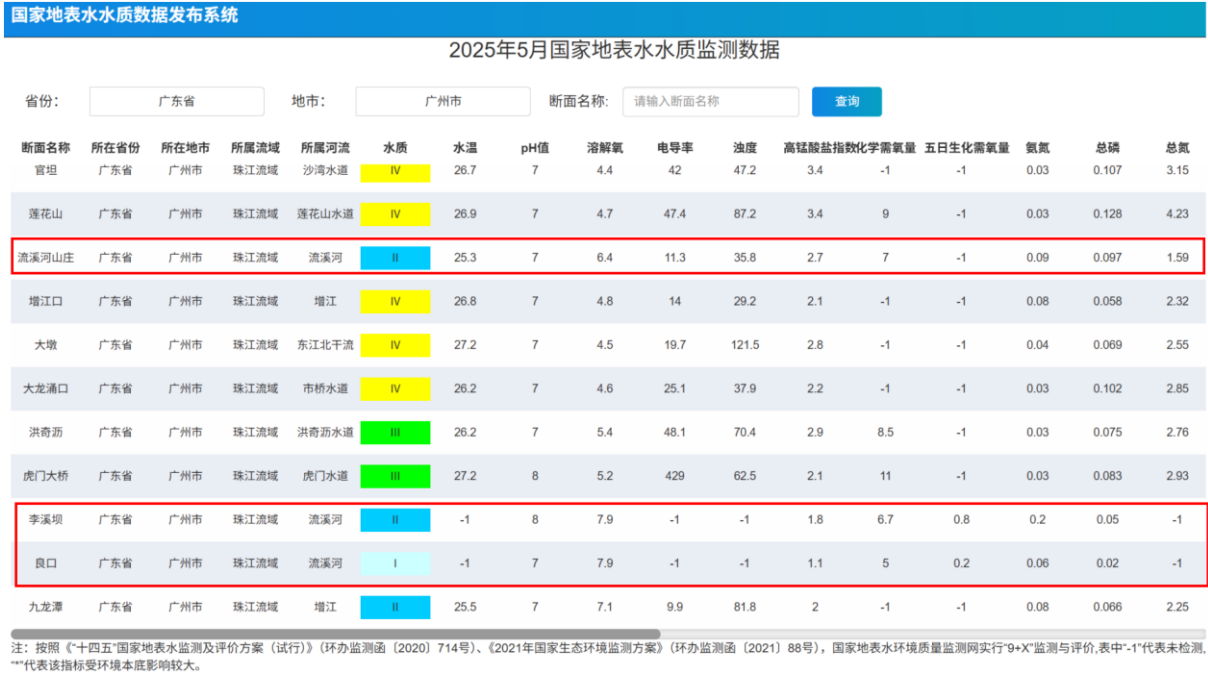 国家地表水水质数据发布系统
2025年5月国家地表水水质监测数据
省份： 广东省 地市： 广州市 断面名称: 请输入断面名称 查询
断面名称 所在省份 所在地市 所属流域 所属河流 水质 水温 pH值 溶解氧 电导率 浊度 高锰酸盐指数 化学需氧量 五日生化需氧量 氨氮 总磷 总氮
官坦 广东省 广州市 珠江流域 沙湾水道 IV 26.7 7 4.4 42 47.2 3.4 -1 -1 0.03 0.107 3.15
莲花山 广东省 广州市 珠江流域 莲花山水道 IV 26.9 7 4.7 47.4 87.2 3.4 9 -1 0.03 0.128 4.23
流溪河山庄 广东省 广州市 珠江流域 流溪河 II 25.3 7 6.4 11.3 35.8 2.7 7 -1 0.09 0.097 1.59
增江口 广东省 广州市 珠江流域 增江 IV 26.8 7 4.8 14 29.2 2.1 -1 -1 0.08 0.058 2.32
大墩 广东省 广州市 珠江流域 东江北干流 IV 27.2 7 4.5 19.7 121.5 2.8 -1 -1 0.04 0.069 2.55
大龙涌口 广东省 广州市 珠江流域 市桥水道 IV 26.2 7 4.6 25.1 37.9 2.2 -1 -1 0.03 0.102 2.85
洪奇沥 广东省 广州市 珠江流域 洪奇沥水道 III 26.2 7 5.4 48.1 70.4 2.9 8.5 -1 0.03 0.075 2.76
虎门大桥 广东省 广州市 珠江流域 虎门水道 III 27.2 8 5.2 429 62.5 2.1 11 -1 0.03 0.083 2.93
李溪坝 广东省 广州市 珠江流域 流溪河 II -1 8 7.9 -1 -1 1.8 6.7 0.8 0.2 0.05 -1
良口 广东省 广州市 珠江流域 流溪河 I -1 7 7.9 -1 -1 1.1 5 0.2 0.06 0.02 -1
九龙潭 广东省 广州市 珠江流域 增江 II 25.5 7 7.1 9.9 81.8 2 -1 -1 0.08 0.066 2.25
注：按照《“十四五”国家地表水监测及评价方案（试行）》（环办监测函〔2020〕714号）、《2021年国家生态环境监测方案》（环办监测函〔2021〕88号），国家地表水环境质量监测网实行“9+X”监测与评价,表中“-1”代表未检测,
“*”代表该指标受环境本底影响较大。